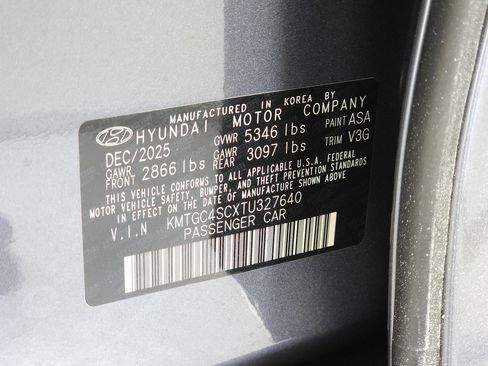 MANUFACTURED IN KOREA BY
HYUNDAI MOTOR COMPANY
DEC/2025 GVWR 5346 lbs PAINT ASA
GAWR FRONT 2866 lbs GAWR REAR 3097 lbs TRIM V3G
THIS VEHICLE CONFORMS TO ALL APPLICABLE U.S.A. FEDERAL
MOTOR VEHICLE SAFETY, BUMPER, AND THEFT PREVENTION STANDARDS
IN EFFECT ON THE DATE OF MANUFACTURE SHOWN ABOVE.
V.I.N KMTGC4SCXTU327640
PASSENGER CAR